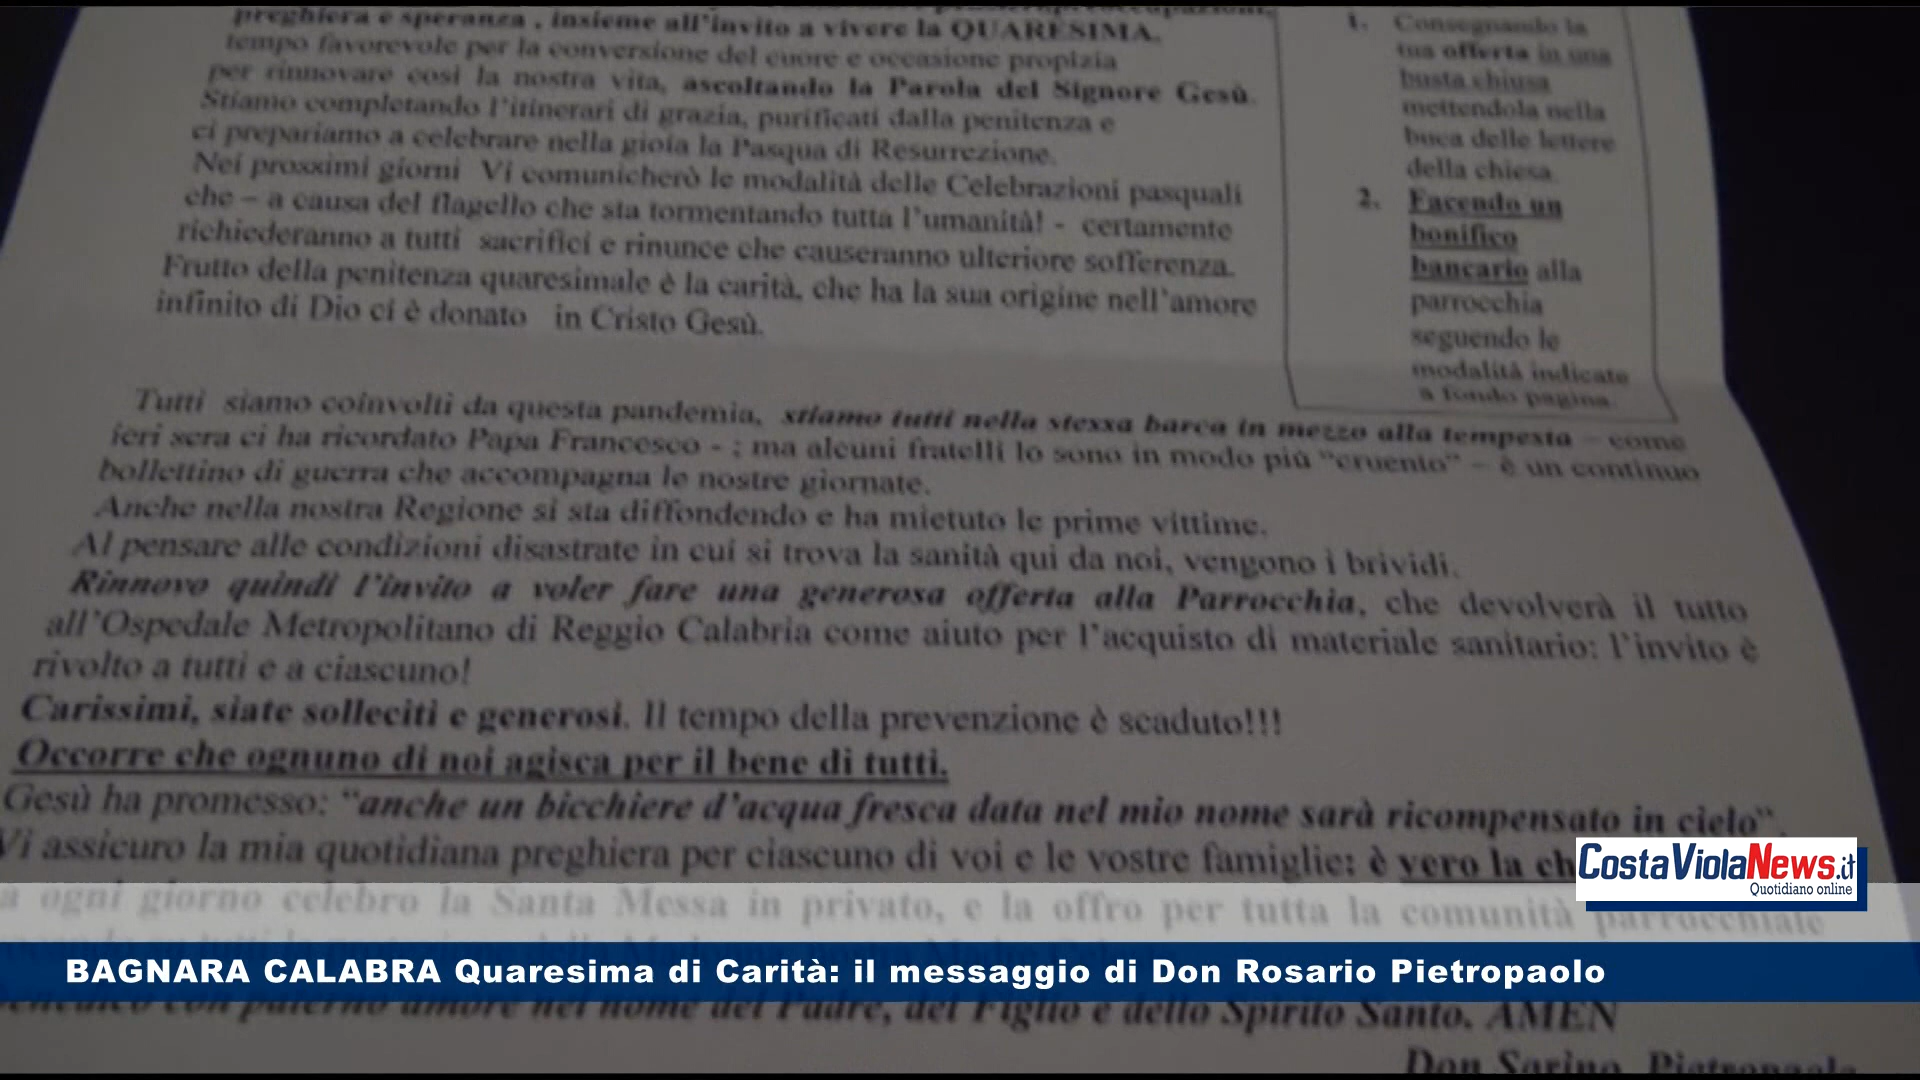 preghiera e speranza , insieme all'invito a vivere la QUARESIMA,
tempo favorevole per la conversione del cuore e occasione propizia
per rinnovare così la nostra vita, ascoltando la Parola del Signore Gesù.
Stiamo completando l'itinerari di grazia, purificati dalla penitenza e
ci prepariamo a celebrare nella gioia la Pasqua di Resurrezione.
Nei prossimi giorni Vi comunicherò le modalità delle Celebrazioni pasquali
che – a causa del flagello che sta tormentando tutta l'umanità! - certamente
richiederanno a tutti sacrifici e rinunce che causeranno ulteriore sofferenza.
Frutto della penitenza quaresimale è la carità, che ha la sua origine nell'amore
infinito di Dio ci è donato in Cristo Gesù.
1. Consegnando la
tua offerta in una
busta chiusa
mettendola nella
buca delle lettere
della chiesa.
2. Facendo un
bonifico
bancario alla
parrocchia
seguendo le
modalità indicate
a fondo pagina.
Tutti siamo coinvolti da questa pandemia, stiamo tutti nella stessa barca in mezzo alla tempesta – come
ieri sera ci ha ricordato Papa Francesco - ; ma alcuni fratelli lo sono in modo più "cruento" – è un continuo
bollettino di guerra che accompagna le nostre giornate.
Anche nella nostra Regione si sta diffondendo e ha mietuto le prime vittime.
Al pensare alle condizioni disastrate in cui si trova la sanità qui da noi, vengono i brividi.
Rinnovo quindi l'invito a voler fare una generosa offerta alla Parrocchia, che devolverà il tutto
all'Ospedale Metropolitano di Reggio Calabria come aiuto per l'acquisto di materiale sanitario: l'invito è
rivolto a tutti e a ciascuno!
Carissimi, siate solleciti e generosi. Il tempo della prevenzione è scaduto!!!
Occorre che ognuno di noi agisca per il bene di tutti.
Gesù ha promesso: "anche un bicchiere d'acqua fresca data nel mio nome sarà ricompensato in cielo".
Vi assicuro la mia quotidiana preghiera per ciascuno di voi e le vostre famiglie: è vero la ch
CostaViolaNews.it
Quotidiano online
a ogni giorno celebro la Santa Messa in privato, e la offro per tutta la comunità parrocchiale
BAGNARA CALABRA Quaresima di Carità: il messaggio di Don Rosario Pietropaolo
con paterno amore nel nome del Padre, del Figlio e dello Spirito Santo. AMEN
Don Sarino Pietropaolo